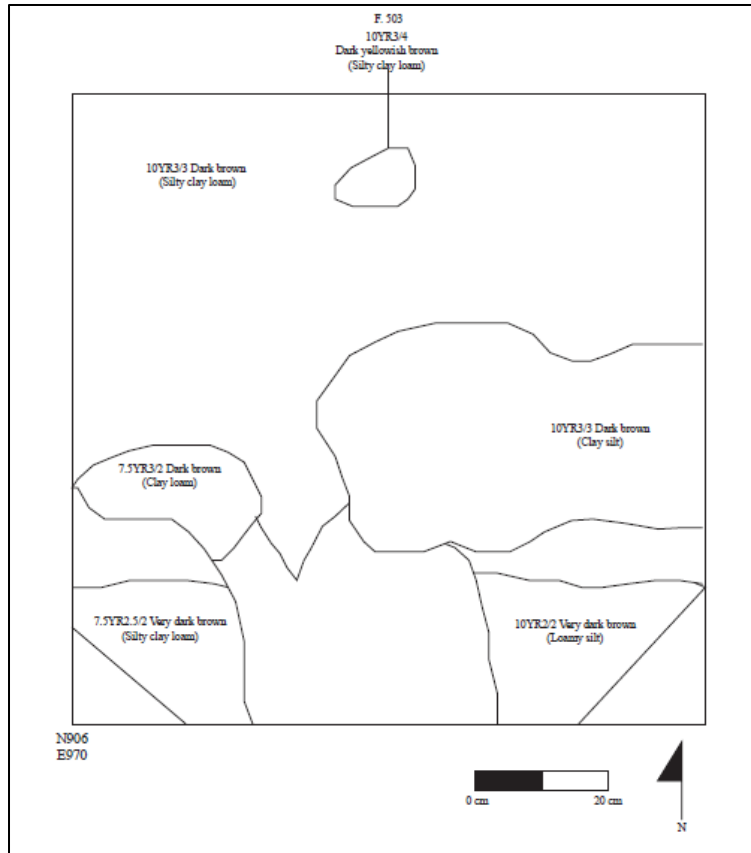 F. 503
10YR3/4
Dark yellowish brown
(Silty clay loam)
10YR3/3 Dark brown
(Silty clay loam)
10YR3/3 Dark brown
(Clay silt)
7.5YR3/2 Dark brown
(Clay loam)
7.5YR2.5/2 Very dark brown
(Silty clay loam)
10YR2/2 Very dark brown
(Loamy silt)
N906
E970
0 cm 20 cm
N